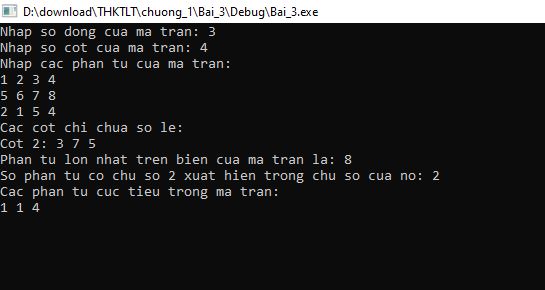 D:\download\THKTLT\chuong_1\Bai_3\Debug\Bai_3.exe
Nhap so dong cua ma tran: 3
Nhap so cot cua ma tran: 4
Nhap cac phan tu cua ma tran:
1 2 3 4
5 6 7 8
2 1 5 4
Cac cot chi chua so le:
Cot 2: 3 7 5
Phan tu lon nhat tren bien cua ma tran la: 8
So phan tu co chu so 2 xuat hien trong chu so cua no: 2
Cac phan tu cuc tieu trong ma tran:
1 1 4